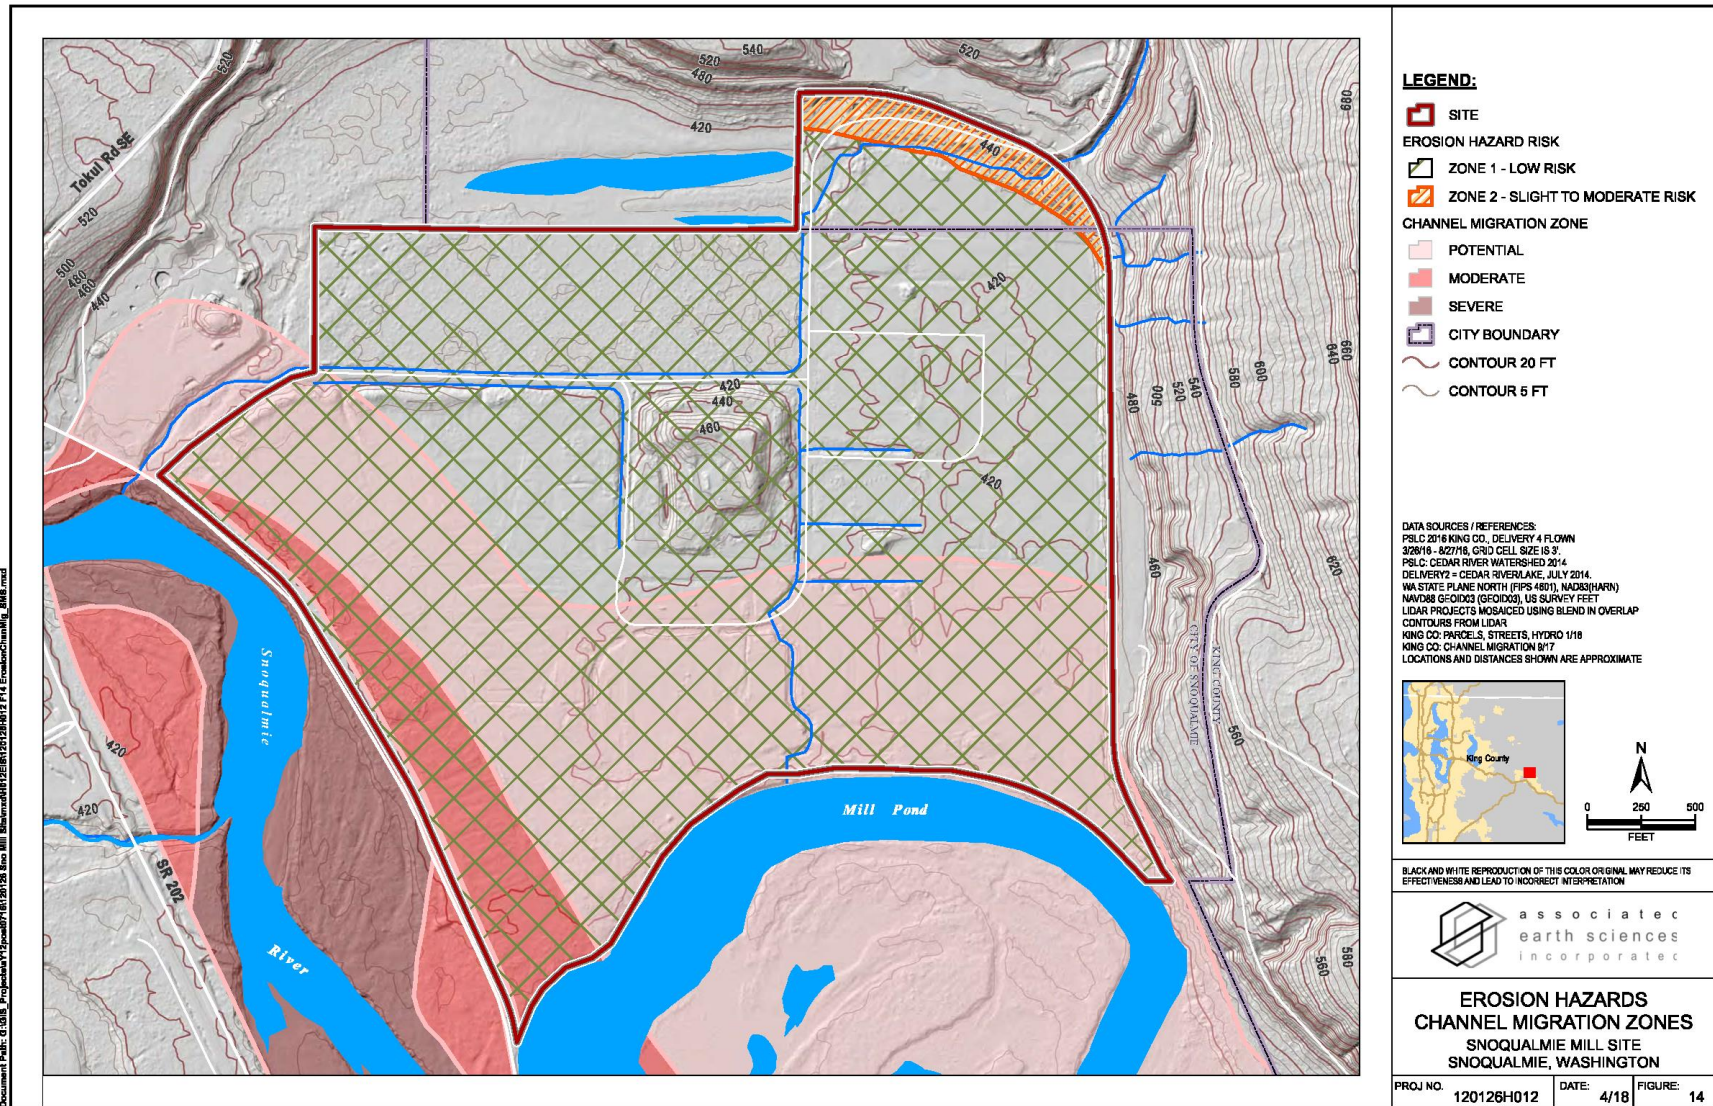 540
520
480
520
520
420
440
680
Tokul Rd SE
520
500
480
460
440
420
420
440
460
420
480
500
520
540
580
600
640
660
460
620
CITY OF SNOQUALMIE
KING COUNTY
560
Snoqualmie
420
420
SR 202
River
Mill Pond
560
580
LEGEND:
SITE
EROSION HAZARD RISK
ZONE 1 - LOW RISK
ZONE 2 - SLIGHT TO MODERATE RISK
CHANNEL MIGRATION ZONE
POTENTIAL
MODERATE
SEVERE
CITY BOUNDARY
CONTOUR 20 FT
CONTOUR 5 FT
DATA SOURCES / REFERENCES:
PSLC 2016 KING CO., DELIVERY 4 FLOWN
3/26/16 - 8/27/16, GRID CELL SIZE IS 3'.
PSLC: CEDAR RIVER WATERSHED 2014
DELIVERY2 = CEDAR RIVER/LAKE, JULY 2014.
WA STATE PLANE NORTH (FIPS 4601), NAD83(HARN)
NAVD88 GEOID03 (GEOID03), US SURVEY FEET
LIDAR PROJECTS MOSAICED USING BLEND IN OVERLAP
CONTOURS FROM LIDAR
KING CO: PARCELS, STREETS, HYDRO 1/18
KING CO: CHANNEL MIGRATION 9/17
LOCATIONS AND DISTANCES SHOWN ARE APPROXIMATE
King County
N
0 250 500
FEET
BLACK AND WHITE REPRODUCTION OF THIS COLOR ORIGINAL MAY REDUCE ITS
EFFECTIVENESS AND LEAD TO INCORRECT INTERPRETATION
associated
earth sciences
incorporated
EROSION HAZARDS
CHANNEL MIGRATION ZONES
SNOQUALMIE MILL SITE
SNOQUALMIE, WASHINGTON
PROJ NO. 120126H012 DATE: 4/18 FIGURE: 14